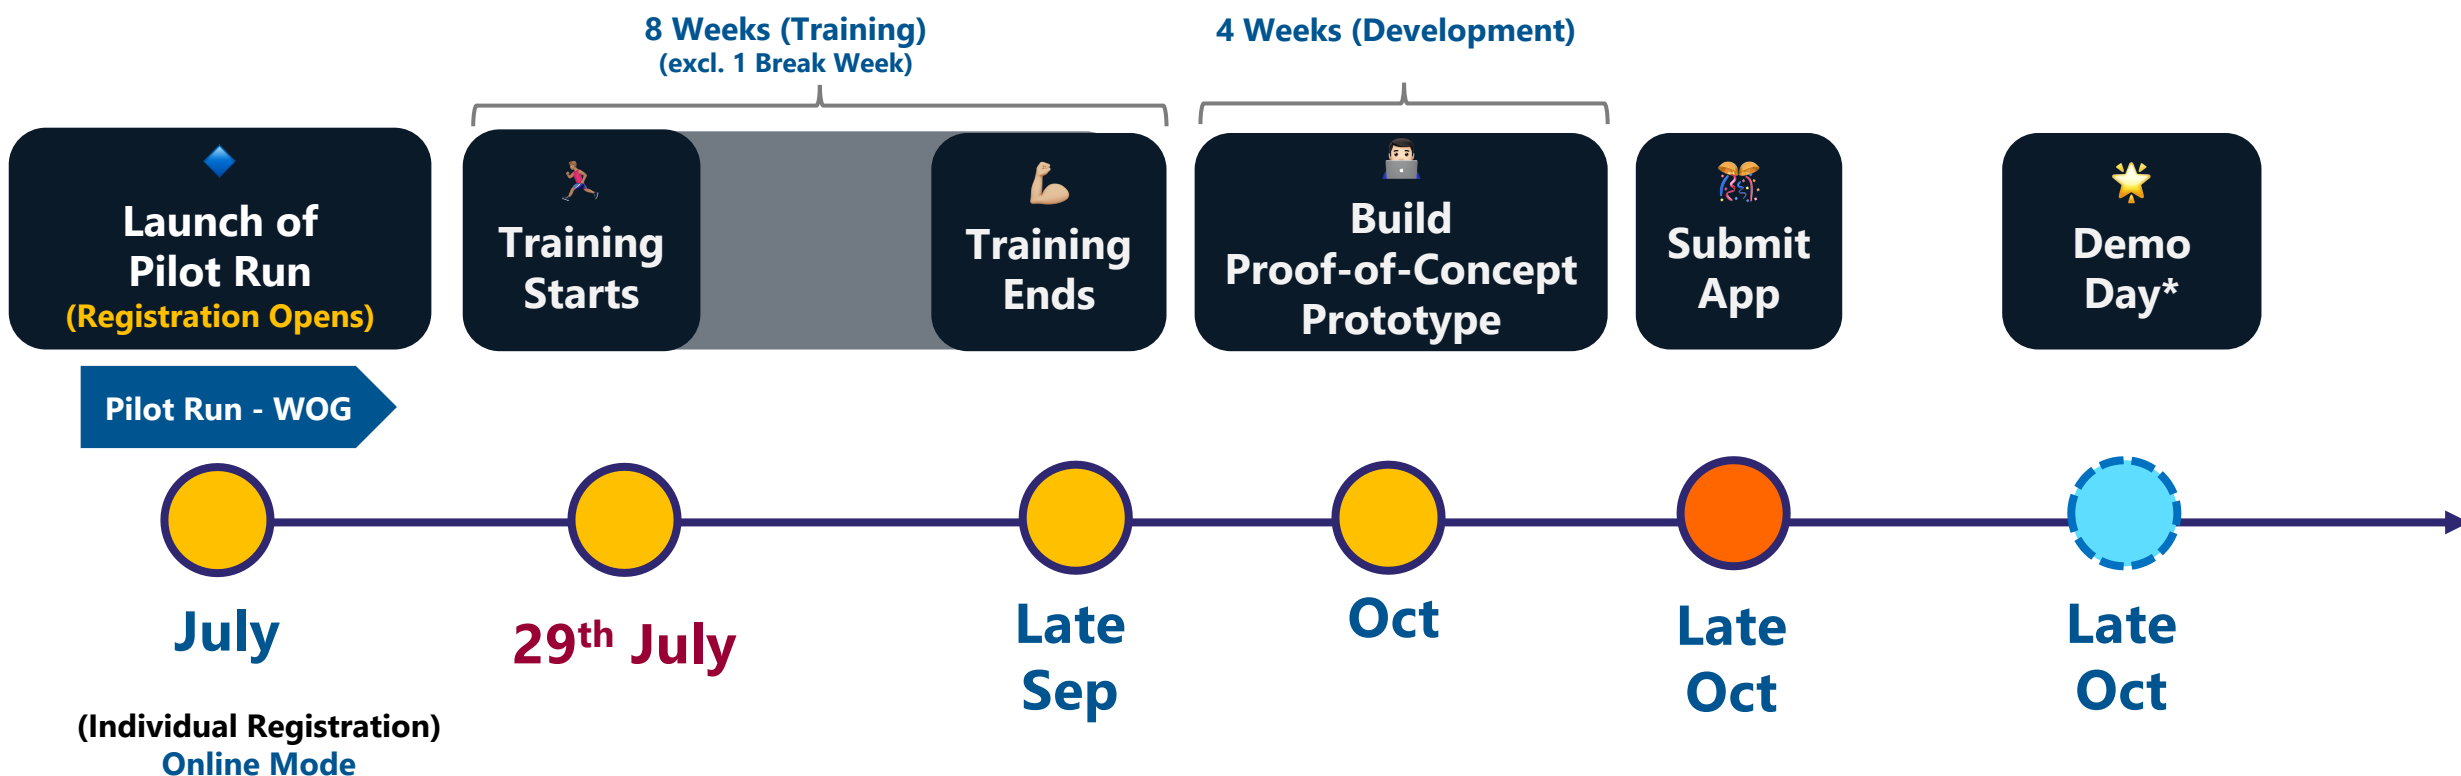 8 Weeks (Training)
(excl. 1 Break Week)
4 Weeks (Development)
Launch of
Pilot Run
(Registration Opens)
Training
Starts
Training
Ends
Build
Proof-of-Concept
Prototype
Submit
App
Demo
Day*
Pilot Run - WOG
July
(Individual Registration)
Online Mode
29th July
Late
Sep
Oct
Late
Oct
Late
Oct